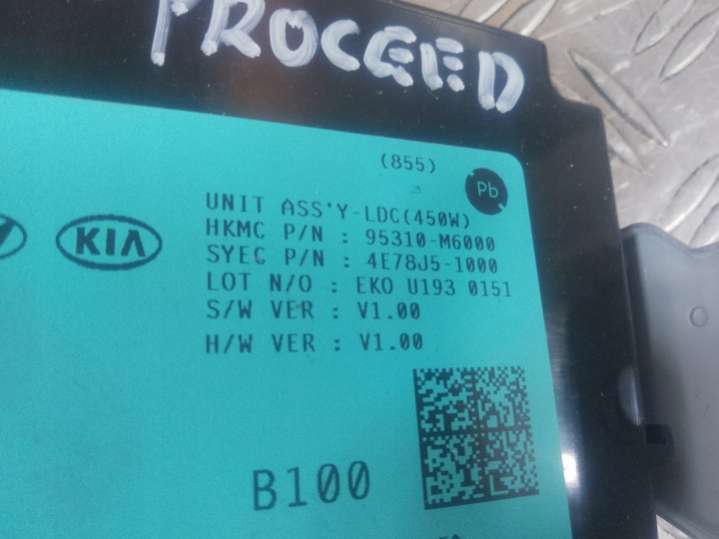 PROCEED
(855)
Pb
UNIT ASS'Y-LDC(450W)
HKMC P/N : 95310-M6000
SYEC P/N : 4E78J5-1000
LOT N/O : EKO U193 0151
S/W VER : V1.00
H/W VER : V1.00
KIA
B100